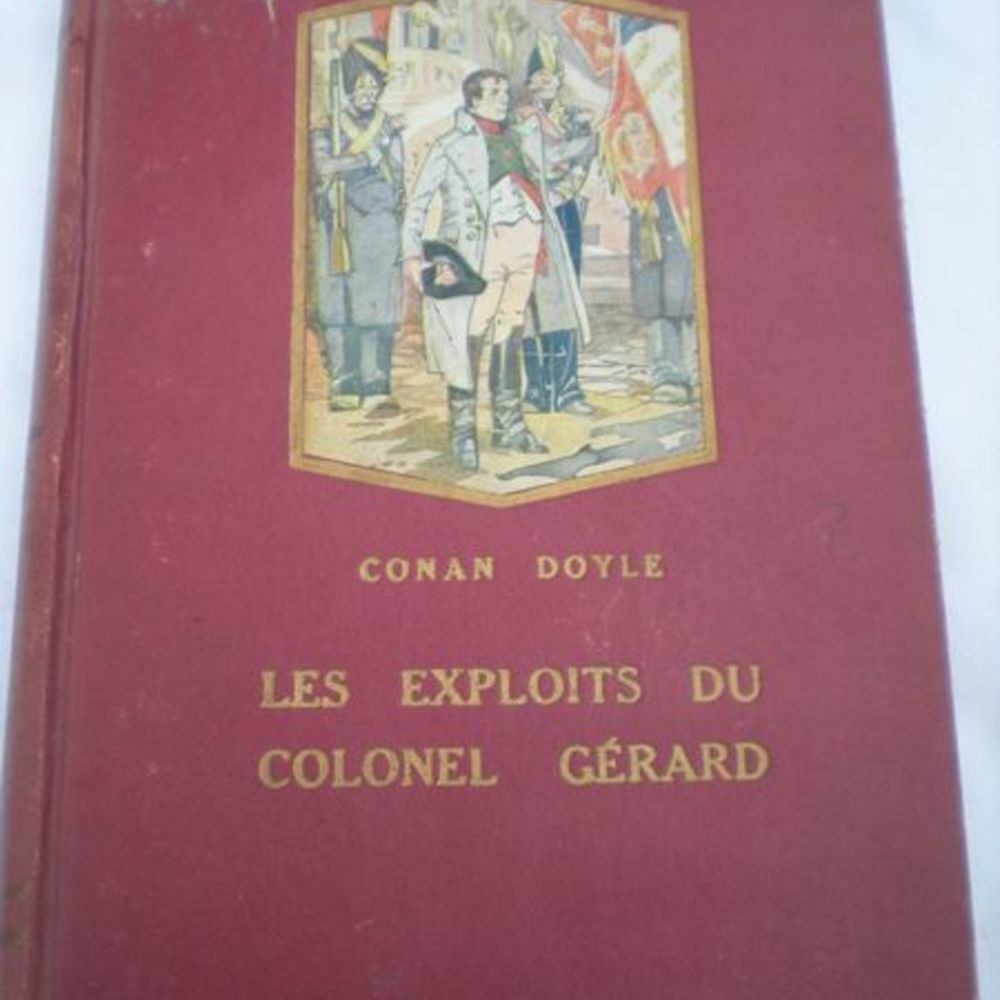 CONAN DOYLE
LES EXPLOITS DU
COLONEL GÉRARD